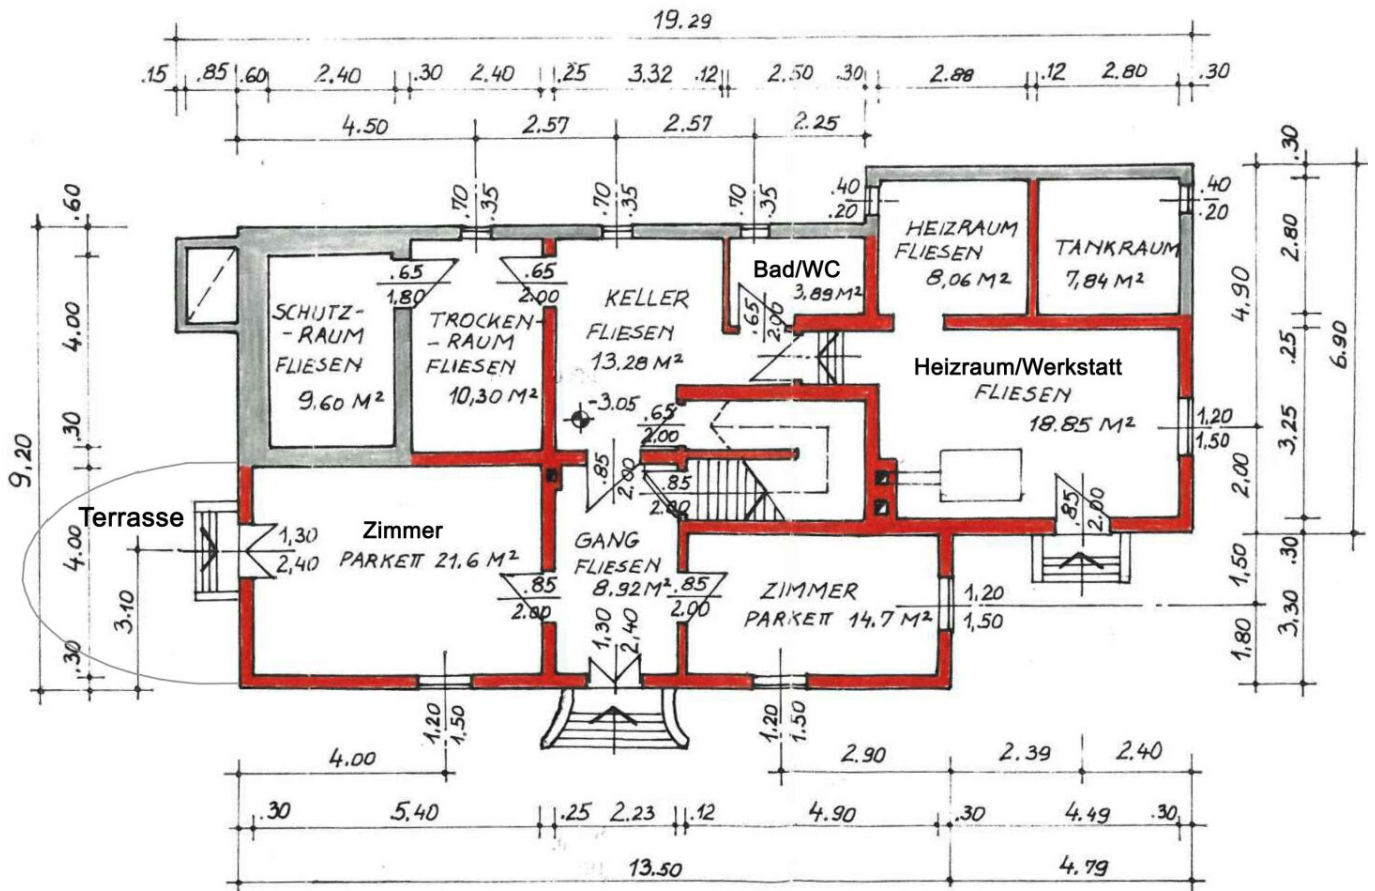 19.29
.15 .85 .60 2.40 .30 2.40 .25 3.32 .12 2.50 .30 2.88 .12 2.80 .30
4.50 2.57 2.57 2.25
.70 .35
.70 .35
.70 .35
.40
.20
.40
.20
.60
4.00
.30
4.00
.30
9,20
3.10
SCHUTZ-
-RAUM
FLIESEN
9.60 M²
.65
1,80
TROCKEN-
-RAUM
FLIESEN
10,30 M²
.65
2.00
KELLER
FLIESEN
13.28 M²
-3.05
Bad/WC
3,89 M²
.65
2.00
HEIZRAUM
FLIESEN
8,06 M²
TANKRAUM
7,84 M²
Heizraum/Werkstatt
FLIESEN
18.85 M²
1,20
1,50
.65
2.00
.85
2,00
.85
2.00
.85
2.00
Terrasse
1,30
2,40
Zimmer
PARKETT 21.6 M²
.85
2.00
GANG
FLIESEN
8.92 M²
.85
2.00
1,30
2,40
ZIMMER
PARKETT 14.7 M²
1,20
1,50
1,20
1,50
1,20
1.50
.30
2.80
.25
3,25
.30
3,30
4.90
2,00
1,50
1,80
6.90
4.00 2.90 2.39 2.40
.30 5,40 .25 2.23 .12 4.90 .30 4.49 .30
13.50 4.79